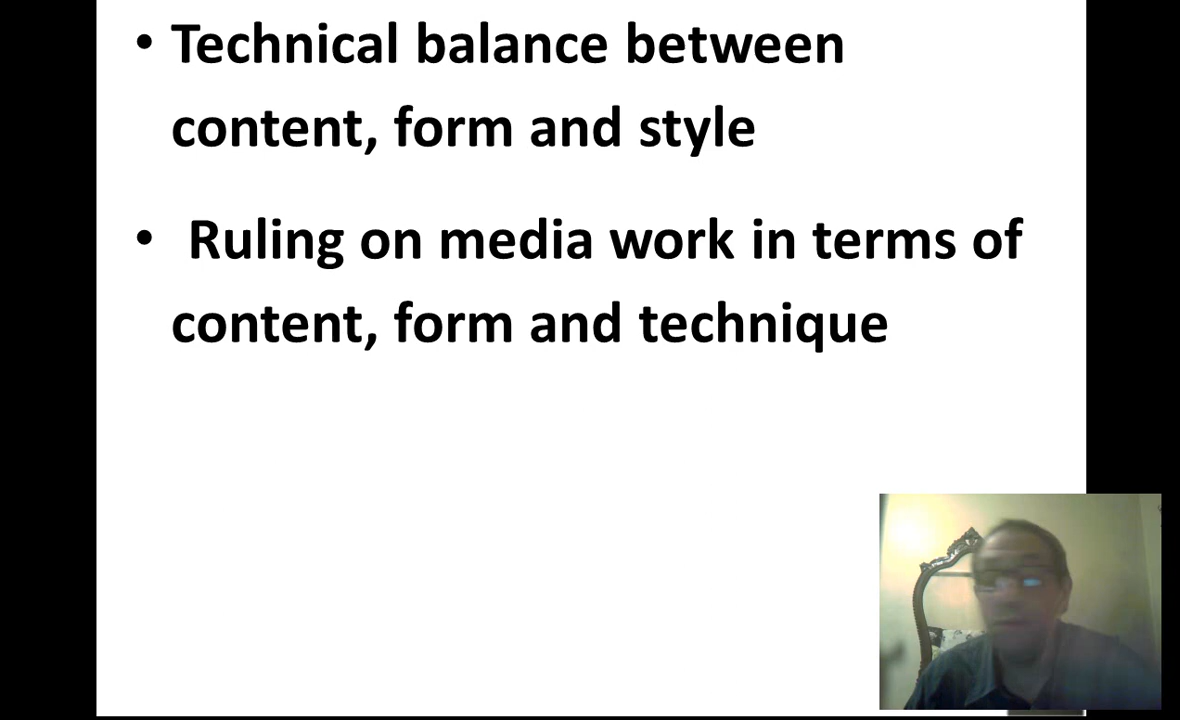 • Technical balance between
content, form and style
• Ruling on media work in terms of
content, form and technique